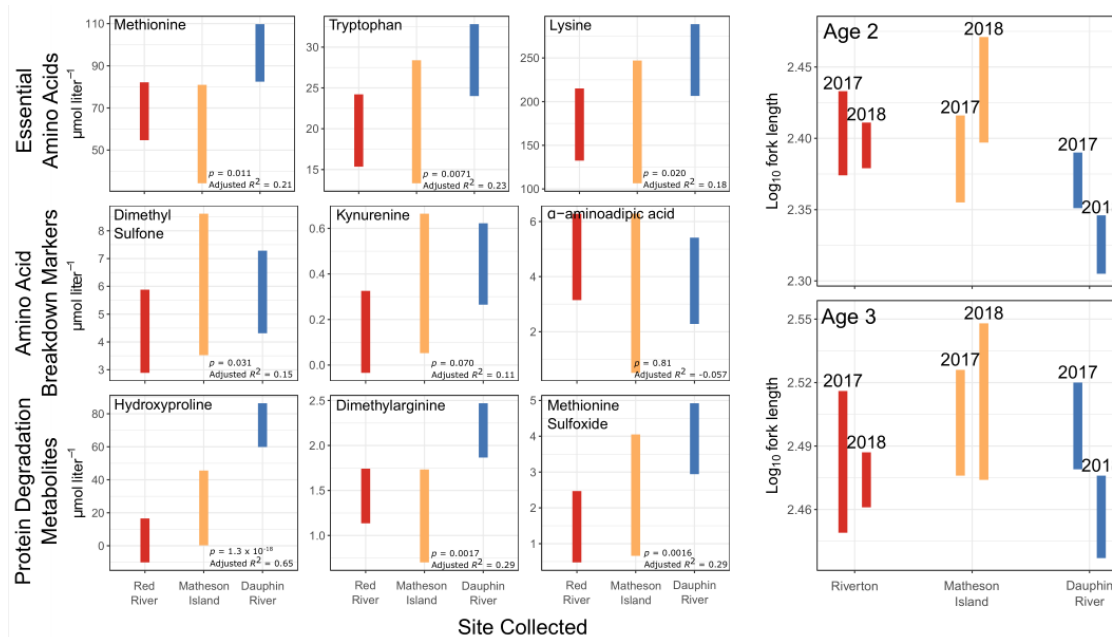 Essential
Amino Acids
μmol liter⁻¹
Methionine
110
90
70
50
p = 0.011
Adjusted R² = 0.21
Tryptophan
30
25
20
15
p = 0.0071
Adjusted R² = 0.23
Lysine
250
200
150
100
p = 0.020
Adjusted R² = 0.18
Amino Acid
Breakdown Markers
μmol liter⁻¹
Dimethyl
Sulfone
8
7
6
5
4
3
p = 0.031
Adjusted R² = 0.15
Kynurenine
0.6
0.4
0.2
0.0
p = 0.070
Adjusted R² = 0.11
α−aminoadipic acid
6
4
2
p = 0.81
Adjusted R² = -0.057
Protein Degradation
Metabolites
μmol liter⁻¹
Hydroxyproline
80
60
40
20
0
p = 1.3 x 10⁻¹⁶
Adjusted R² = 0.65
Dimethylarginine
2.5
2.0
1.5
1.0
p = 0.0017
Adjusted R² = 0.29
Methionine
Sulfoxide
5
4
3
2
1
p = 0.0016
Adjusted R² = 0.29
Red
River
Matheson
Island
Dauphin
River
Red
River
Matheson
Island
Dauphin
River
Red
River
Matheson
Island
Dauphin
River
Site Collected
Age 2
Log₁₀ fork length
2.45
2.40
2.35
2.30
2017
2018
2017
2018
2017
201
Age 3
Log₁₀ fork length
2.55
2.52
2.49
2.46
2017
2018
2017
2018
2017
201
Riverton
Matheson
Island
Dauphin
River